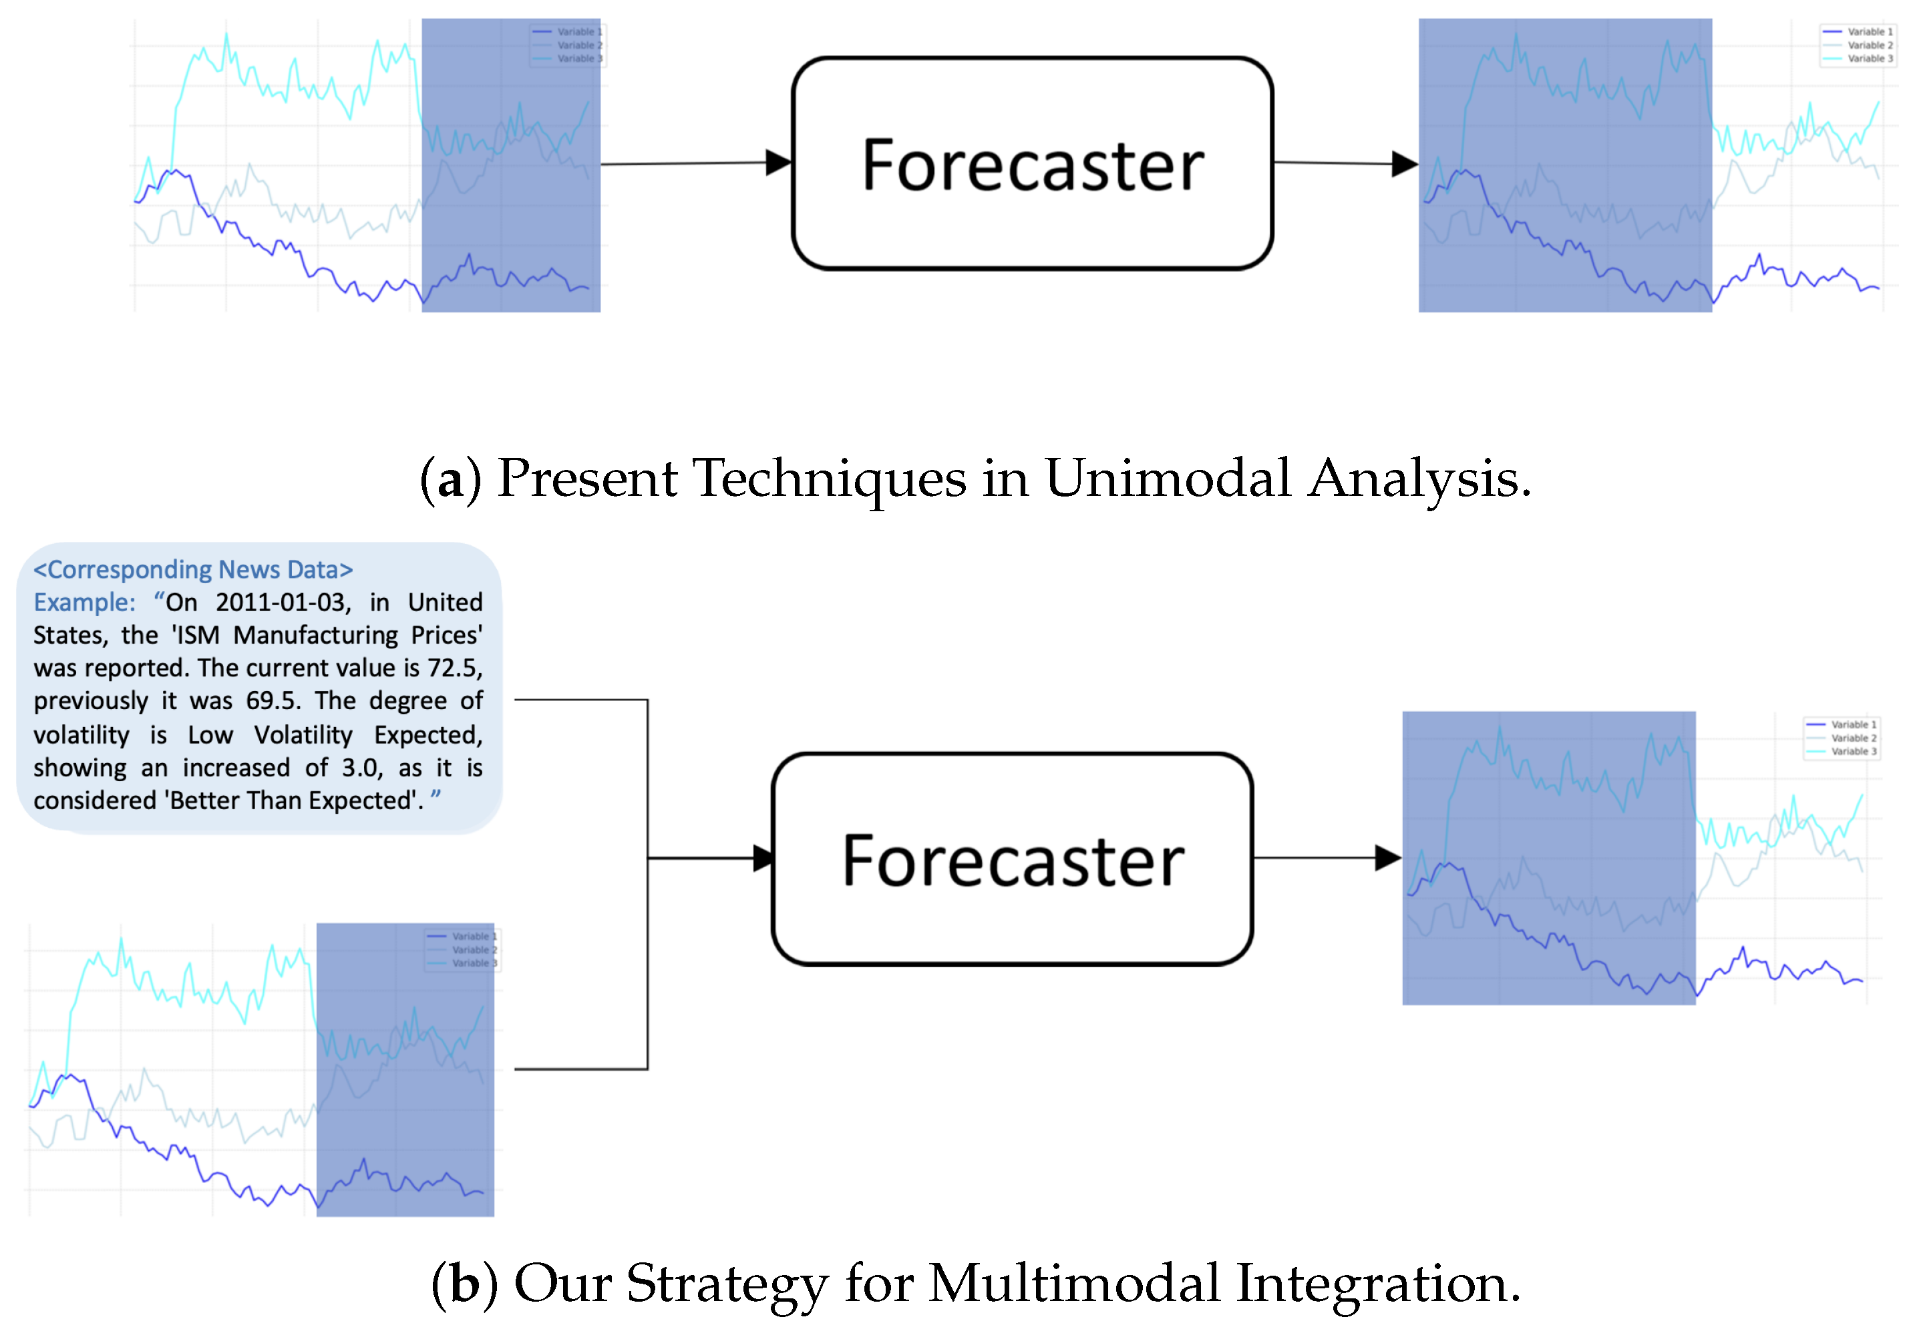 Variable 1
Variable 2
Variable 3
Forecaster
Variable 1
Variable 2
Variable 3
(a) Present Techniques in Unimodal Analysis.
<Corresponding News Data>
Example: “On 2011-01-03, in United
States, the 'ISM Manufacturing Prices'
was reported. The current value is 72.5,
previously it was 69.5. The degree of
volatility is Low Volatility Expected,
showing an increased of 3.0, as it is
considered 'Better Than Expected'. ”
Variable 1
Variable 2
Variable 3
Forecaster
Variable 1
Variable 2
Variable 3
(b) Our Strategy for Multimodal Integration.